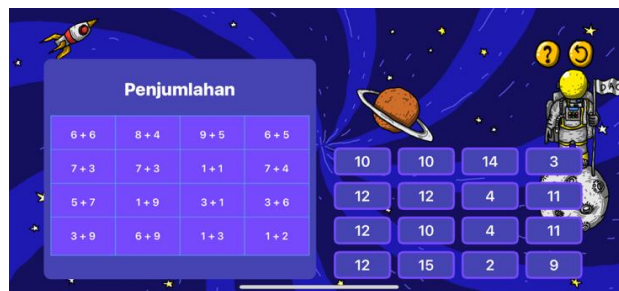 Penjumlahan
6 + 6 8 + 4 9 + 5 6 + 5
7 + 3 7 + 3 1 + 1 7 + 4
5 + 7 1 + 9 3 + 1 3 + 6
3 + 9 6 + 9 1 + 3 1 + 2
?
10 10 14 3
12 12 4 11
12 10 4 11
12 15 2 9